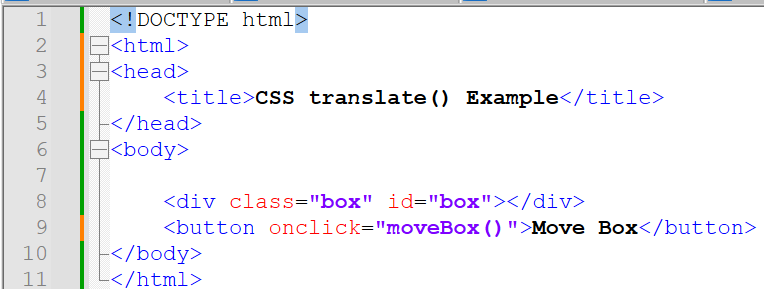 1 <!DOCTYPE html>
2 <html>
3 <head>
4 <title>CSS translate() Example</title>
5 </head>
6 <body>
7
8 <div class="box" id="box"></div>
9 <button onclick="moveBox()">Move Box</button>
10 </body>
11 </html>